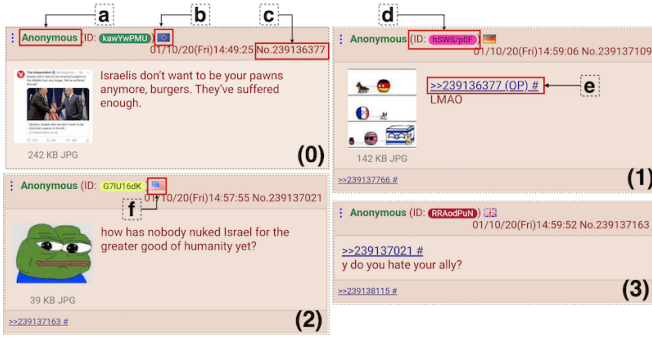 a
b
c
Anonymous (ID: kawYwPMU)
01/10/20(Fri)14:49:25 No.239136377
Israelis don't want to be your pawns
anymore, burgers. They've suffered
enough.
242 KB JPG
(0)
d
Anonymous (ID: hSWS/p0F)
01/10/20(Fri)14:59:06 No.239137109
>>239136377 (OP) #
e
LMAO
142 KB JPG
>>239137766 #
(1)
Anonymous (ID: G7lU16dK)
f
01/10/20(Fri)14:57:55 No.239137021
how has nobody nuked Israel for the
greater good of humanity yet?
39 KB JPG
>>239137163 #
(2)
Anonymous (ID: RRAodPuN)
01/10/20(Fri)14:59:52 No.239137163
>>239137021 #
y do you hate your ally?
>>239138115 #
(3)